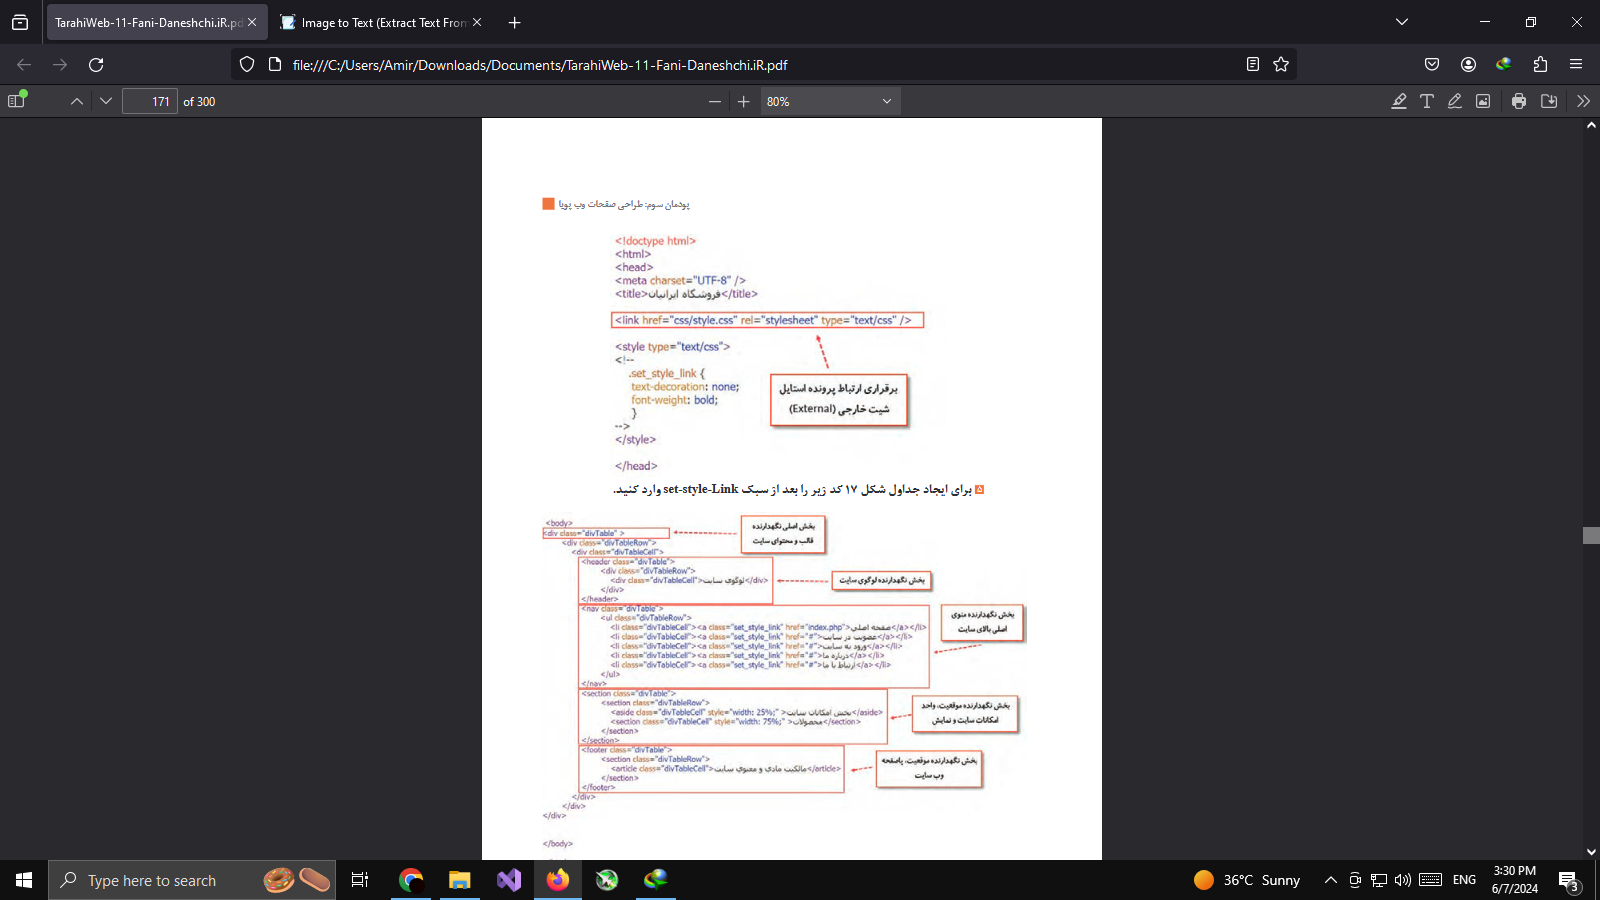 TarahiWeb-11-Fani-Daneshchi.iR.pd
Image to Text (Extract Text From
file:///C:/Users/Amir/Downloads/Documents/TarahiWeb-11-Fani-Daneshchi.iR.pdf
171 of 300
80%
پودمان سوم: طراحی صفحات وب پویا
<!doctype html>
<html>
<head>
<meta charset="UTF-8" />
<title>فروشگاه ایرانیان</title>
<link href="css/style.css" rel="stylesheet" type="text/css" />
<style type="text/css">
<!--
.set_style_link {
text-decoration: none;
font-weight: bold;
}
-->
</style>
برقراری ارتباط پرونده استایل
شیت خارجی (External)
</head>
۵ برای ایجاد جداول شکل ۱۷ کد زیر را بعد از سبک set-style-Link وارد کنید.
<body>
<div class="divTable" >
<div class="divTableRow">
<div class="divTableCell">
<header class="divTable">
<div class="divTableRow">
<div class="divTableCell">لوگوی سایت</div>
</div>
</header>
<nav class="divTable">
<ul class="divTableRow">
<li class="divTableCell"><a class="set_style_link" href="index.php">صفحه اصلی</a></li>
<li class="divTableCell"><a class="set_style_link" href="#">عضویت در سایت</a></li>
<li class="divTableCell"><a class="set_style_link" href="#">ورود به سایت</a></li>
<li class="divTableCell"><a class="set_style_link" href="#">درباره ما</a></li>
<li class="divTableCell"><a class="set_style_link" href="#">ارتباط با ما</a></li>
</ul>
</nav>
<section class="divTable">
<section class="divTableRow">
<aside class="divTableCell" style="width: 25%;" >بخش امکانات سایت</aside>
<section class="divTableCell" style="width: 75%;" >محصولات</section>
</section>
</section>
<footer class="divTable">
<section class="divTableRow">
<article class="divTableCell">مالکیت مادی و معنوی سایت</article>
</section>
</footer>
</div>
</div>
</div>
</body>
بخش اصلی نگهدارنده
قالب و محتوای سایت
بخش نگهدارنده لوگوی سایت
بخش نگهدارنده منوی
اصلی بالای سایت
بخش نگهدارنده موقعیت، واحد
امکانات سایت و نمایش
بخش نگهدارنده موقعیت، پاصفحه
وب سایت
Type here to search
36°C Sunny
ENG
3:30 PM
6/7/2024
3